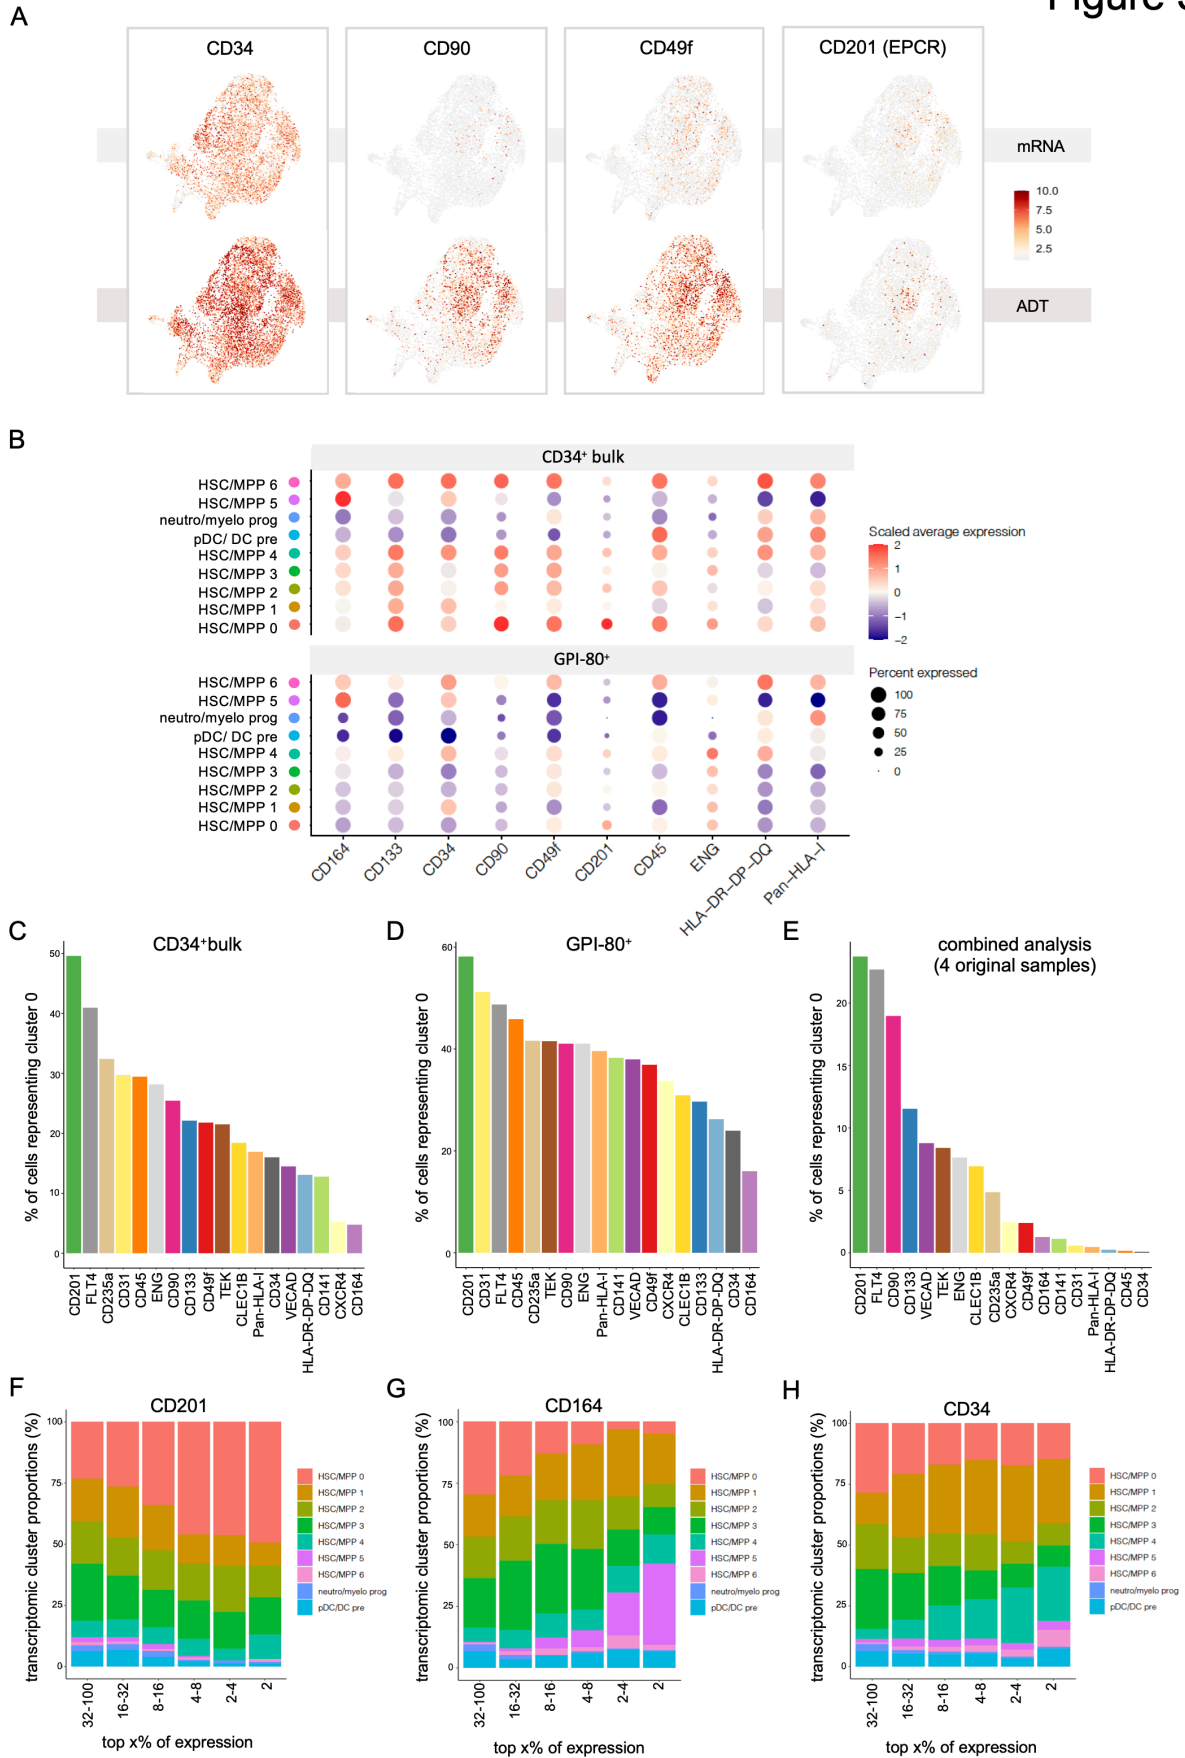 Figure
A
CD34
CD90
CD49f
CD201 (EPCR)
mRNA
10.0
7.5
5.0
2.5
ADT
B
CD34⁺ bulk
HSC/MPP 6
HSC/MPP 5
neutro/myelo prog
pDC/ DC pre
HSC/MPP 4
HSC/MPP 3
HSC/MPP 2
HSC/MPP 1
HSC/MPP 0
GPI-80⁺
HSC/MPP 6
HSC/MPP 5
neutro/myelo prog
pDC/ DC pre
HSC/MPP 4
HSC/MPP 3
HSC/MPP 2
HSC/MPP 1
HSC/MPP 0
CD164
CD133
CD34
CD90
CD49f
CD201
CD45
ENG
HLA−DR−DP−DQ
Pan−HLA−I
Scaled average expression
2
1
0
−1
−2
Percent expressed
100
75
50
25
0
C
CD34⁺bulk
% of cells representing cluster 0
50
40
30
20
10
0
CD201
FLT4
CD235a
CD31
CD45
ENG
CD90
CD133
CD49f
TEK
CLEC1B
Pan-HLA-I
CD34
VECAD
HLA-DR-DP-DQ
CD141
CXCR4
CD164
D
GPI-80⁺
% of cells representing cluster 0
60
40
20
0
CD201
CD31
FLT4
CD45
CD235a
TEK
CD90
ENG
Pan-HLA-I
CD141
VECAD
CD49f
CXCR4
CLEC1B
CD133
HLA-DR-DP-DQ
CD34
CD164
E
combined analysis
(4 original samples)
% of cells representing cluster 0
20
15
10
5
0
CD201
FLT4
CD90
CD133
VECAD
TEK
ENG
CLEC1B
CD235a
CXCR4
CD49f
CD164
CD141
CD31
Pan-HLA-I
HLA-DR-DP-DQ
CD45
CD34
F
CD201
transcriptomic cluster proportions (%)
100
75
50
25
0
32-100
16-32
8-16
4-8
2-4
2
top x% of expression
HSC/MPP 0
HSC/MPP 1
HSC/MPP 2
HSC/MPP 3
HSC/MPP 4
HSC/MPP 5
HSC/MPP 6
neutro/myelo prog
pDC/DC pre
G
CD164
transcriptomic cluster proportions (%)
100
75
50
25
0
32-100
16-32
8-16
4-8
2-4
2
top x% of expression
HSC/MPP 0
HSC/MPP 1
HSC/MPP 2
HSC/MPP 3
HSC/MPP 4
HSC/MPP 5
HSC/MPP 6
neutro/myelo prog
pDC/DC pre
H
CD34
transcriptomic cluster proportions (%)
100
75
50
25
0
32-100
16-32
8-16
4-8
2-4
2
top x% of expression
HSC/MPP 0
HSC/MPP 1
HSC/MPP 2
HSC/MPP 3
HSC/MPP 4
HSC/MPP 5
HSC/MPP 6
neutro/myelo prog
pDC/DC pre